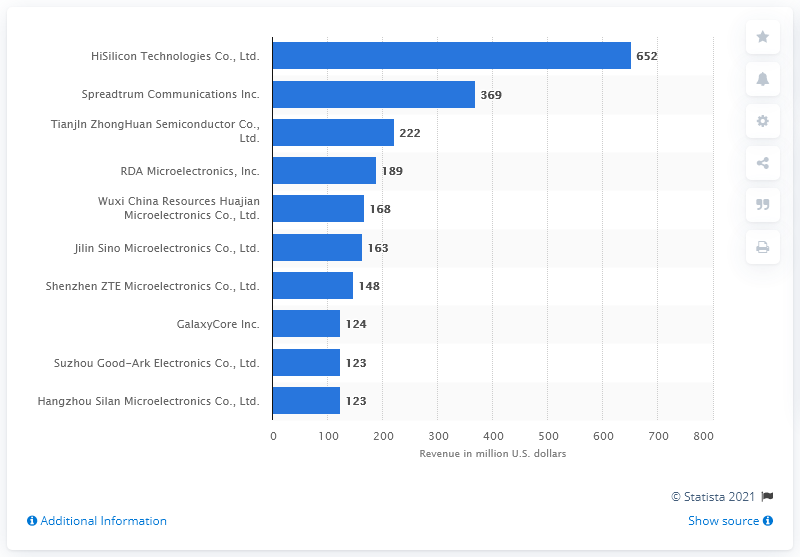 HiSilicon Technologies Co., Ltd.
652
Spreadtrum Communications Inc.
369
TianjIn ZhongHuan Semiconductor Co.,
Ltd.
222
RDA Microelectronics, Inc.
189
Wuxi China Resources Huajian
Microelectronics Co., Ltd.
168
Jilin Sino Microelectronics Co., Ltd.
163
Shenzhen ZTE Microelectronics Co., Ltd.
148
GalaxyCore Inc.
124
Suzhou Good-Ark Electronics Co., Ltd.
123
Hangzhou Silan Microelectronics Co., Ltd.
123
0 100 200 300 400 500 600 700 800
Revenue in million U.S. dollars
© Statista 2021
Additional Information
Show source